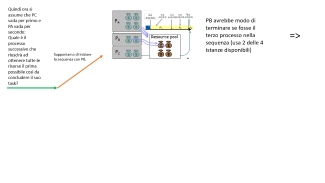 Quindi ora si
assume che PC
sarà per primo e
PA sarà per
secondo:
Quale è il
processo
successivo che
riuscirà ad
ottenere tutte le
risorse il prima
possibile così da
concludere il suo
task?
Supponiamo di iniziare
la sequenza con PB.
Resource pool
PB avrebbe modo di
terminare se fosse il
terzo processo nella
sequenza (usa 2 delle 4
istanze disponibili)
=>